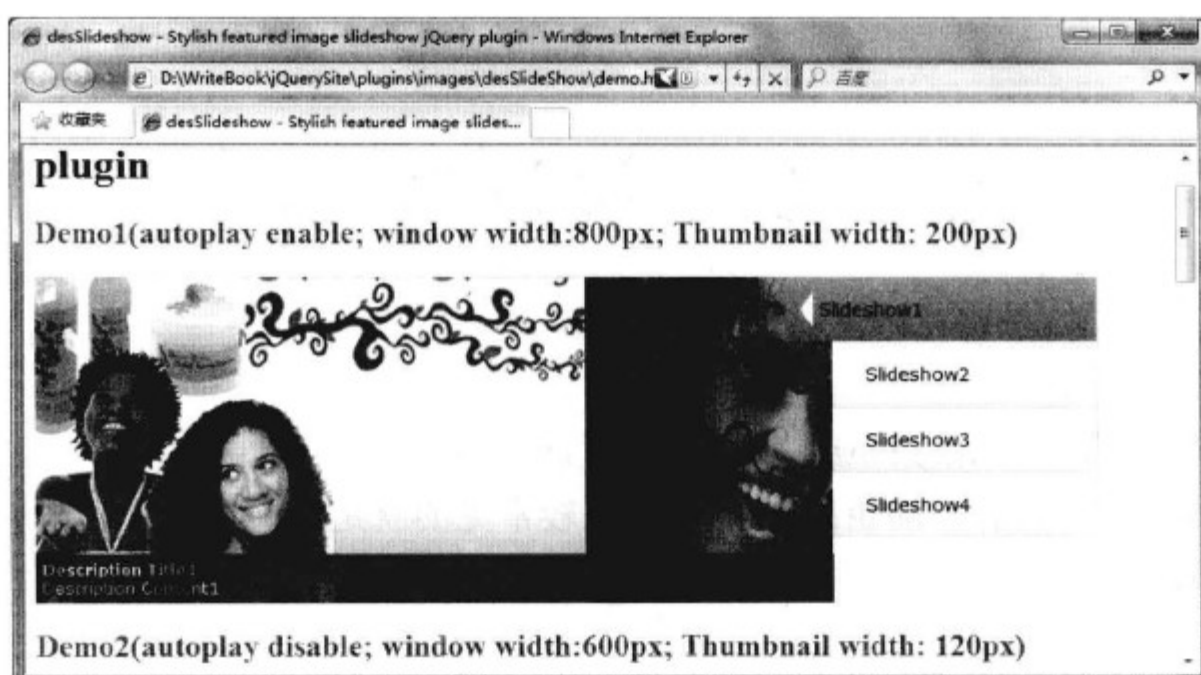 desSlideshow - Stylish featured image slideshow jQuery plugin - Windows Internet Explorer
D:\WriteBook\jQuerySite\plugins\images\desSlideShow\demo.h
百度
收藏夹
desSlideshow - Stylish featured image slides...
plugin
Demo1(autoplay enable; window width:800px; Thumbnail width: 200px)
Slideshow1
Slideshow2
Slideshow3
Slideshow4
Description Title1
Description Content1
Demo2(autoplay disable; window width:600px; Thumbnail width: 120px)